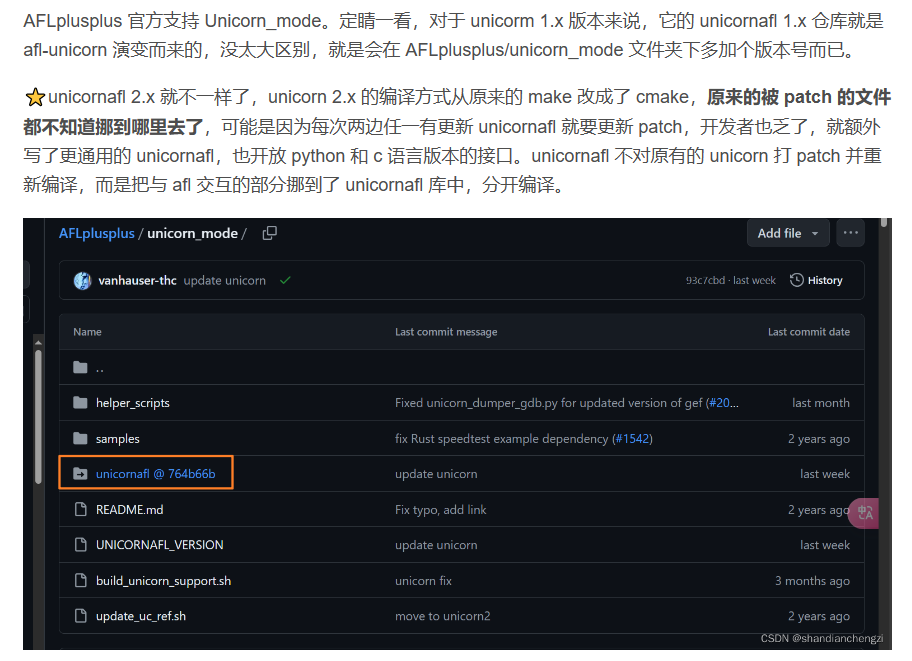 AFLplusplus 官方支持 Unicorn_mode。定睛一看，对于 unicorm 1.x 版本来说，它的 unicornafl 1.x 仓库就是
afl-unicorn 演变而来的，没太大区别，就是会在 AFLplusplus/unicorn_mode 文件夹下多加个版本号而已。
⭐unicornafl 2.x 就不一样了，unicorn 2.x 的编译方式从原来的 make 改成了 cmake，原来的被 patch 的文件
都不知道挪到哪里去了，可能是因为每次两边任一有更新 unicornafl 就要更新 patch，开发者也乏了，就额外
写了更通用的 unicornafl，也开放 python 和 c 语言版本的接口。unicornafl 不对原有的 unicorn 打 patch 并重
新编译，而是把与 afl 交互的部分挪到了 unicornafl 库中，分开编译。
AFLplusplus / unicorn_mode / Add file ...
vanhauser-thc update unicorn 93c7cbd · last week History
Name Last commit message Last commit date
..
helper_scripts Fixed unicorn_dumper_gdb.py for updated version of gef (#20... last month
samples fix Rust speedtest example dependency (#1542) 2 years ago
unicornafl @ 764b66b update unicorn last week
README.md Fix typo, add link 2 years ago
UNICORNAFL_VERSION update unicorn last week
build_unicorn_support.sh unicorn fix 3 months ago
update_uc_ref.sh move to unicorn2 2 years ago
CSDN @shandianchengzi